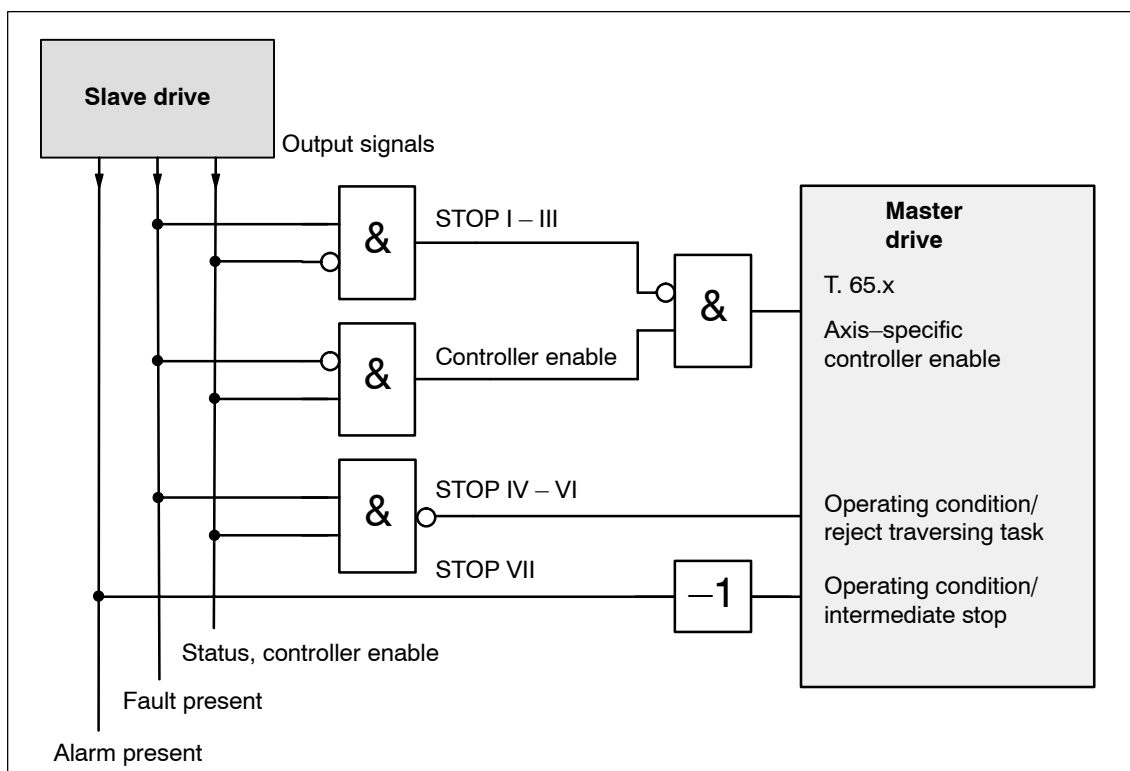 Slave drive
Output signals
&
STOP I – III
Master
drive
T. 65.x
&
Axis–specific
controller enable
&
Controller enable
&
STOP IV – VI
Operating condition/
reject traversing task
STOP VII
–1
Operating condition/
intermediate stop
Status, controller enable
Fault present
Alarm present